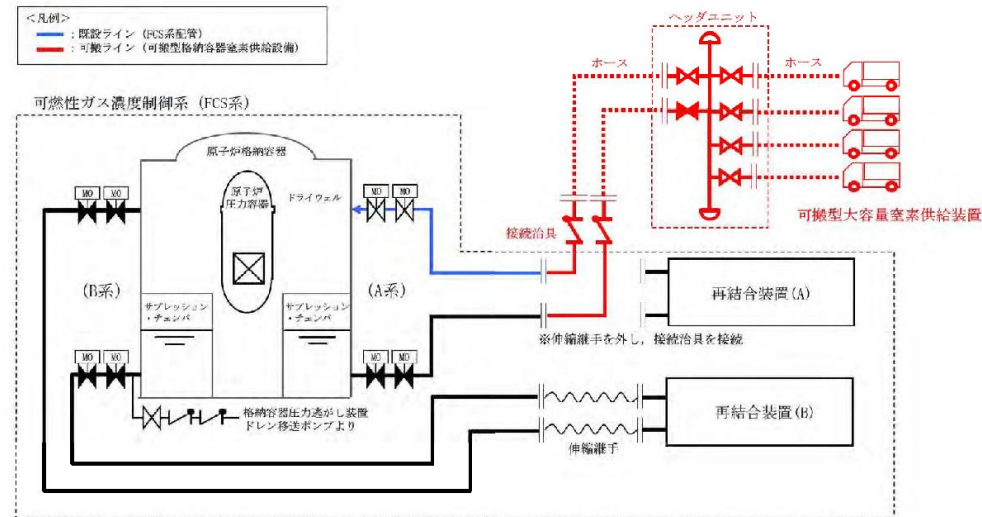 <凡例>
:既設ライン (FCS系配管)
:可搬ライン (可搬型格納容器窒素供給設備)
ヘッダユニット
ホース
ホース
可燃性ガス濃度制御系 (FCS系)
原子炉格納容器
MO
MO
原子炉
圧力容器
ドライウェル
MO
MO
可搬型大容量窒素供給装置
接続治具
(B系)
(A系)
再結合装置(A)
サプレッション
・チェンバ
サプレッション
・チェンバ
※伸縮継手を外し,接続治具を接続
MO
MO
MO
MO
格納容器圧力逃がし装置
ドレン移送ポンプより
再結合装置(B)
伸縮継手